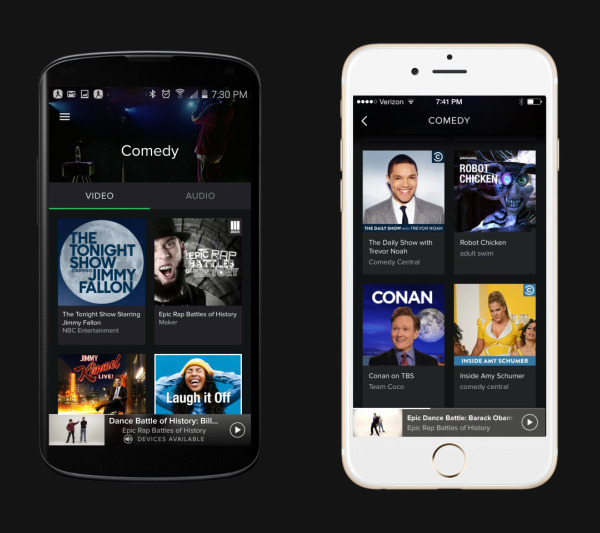 7:30 PM
Comedy
VIDEO
AUDIO
THE
TONIGHT
SHOW
STARRING
JIMMY
FALLON
EPIC RAP
BATTLES
OF HISTORY
The Tonight Show Starring
Jimmy Fallon
NBC Entertainment
Epic Rap Battles of History
Maker
JIMMY
Kimmel
LIVE!
Laugh it Off
Dance Battle of History: Bill...
Epic Rap Battles of History
DEVICES AVAILABLE
Verizon
7:41 PM
COMEDY
THE DAILY SHOW WITH TREVOR NOAH
ROBOT
CHICKEN
The Daily Show with
Trevor Noah
Comedy Central
Robot Chicken
adult swim
CONAN
INSIDE AMY SCHUMER
Conan on TBS
Team Coco
Inside Amy Schumer
comedy central
Epic Dance Battle: Barack Obam
Epic Rap Battles of History